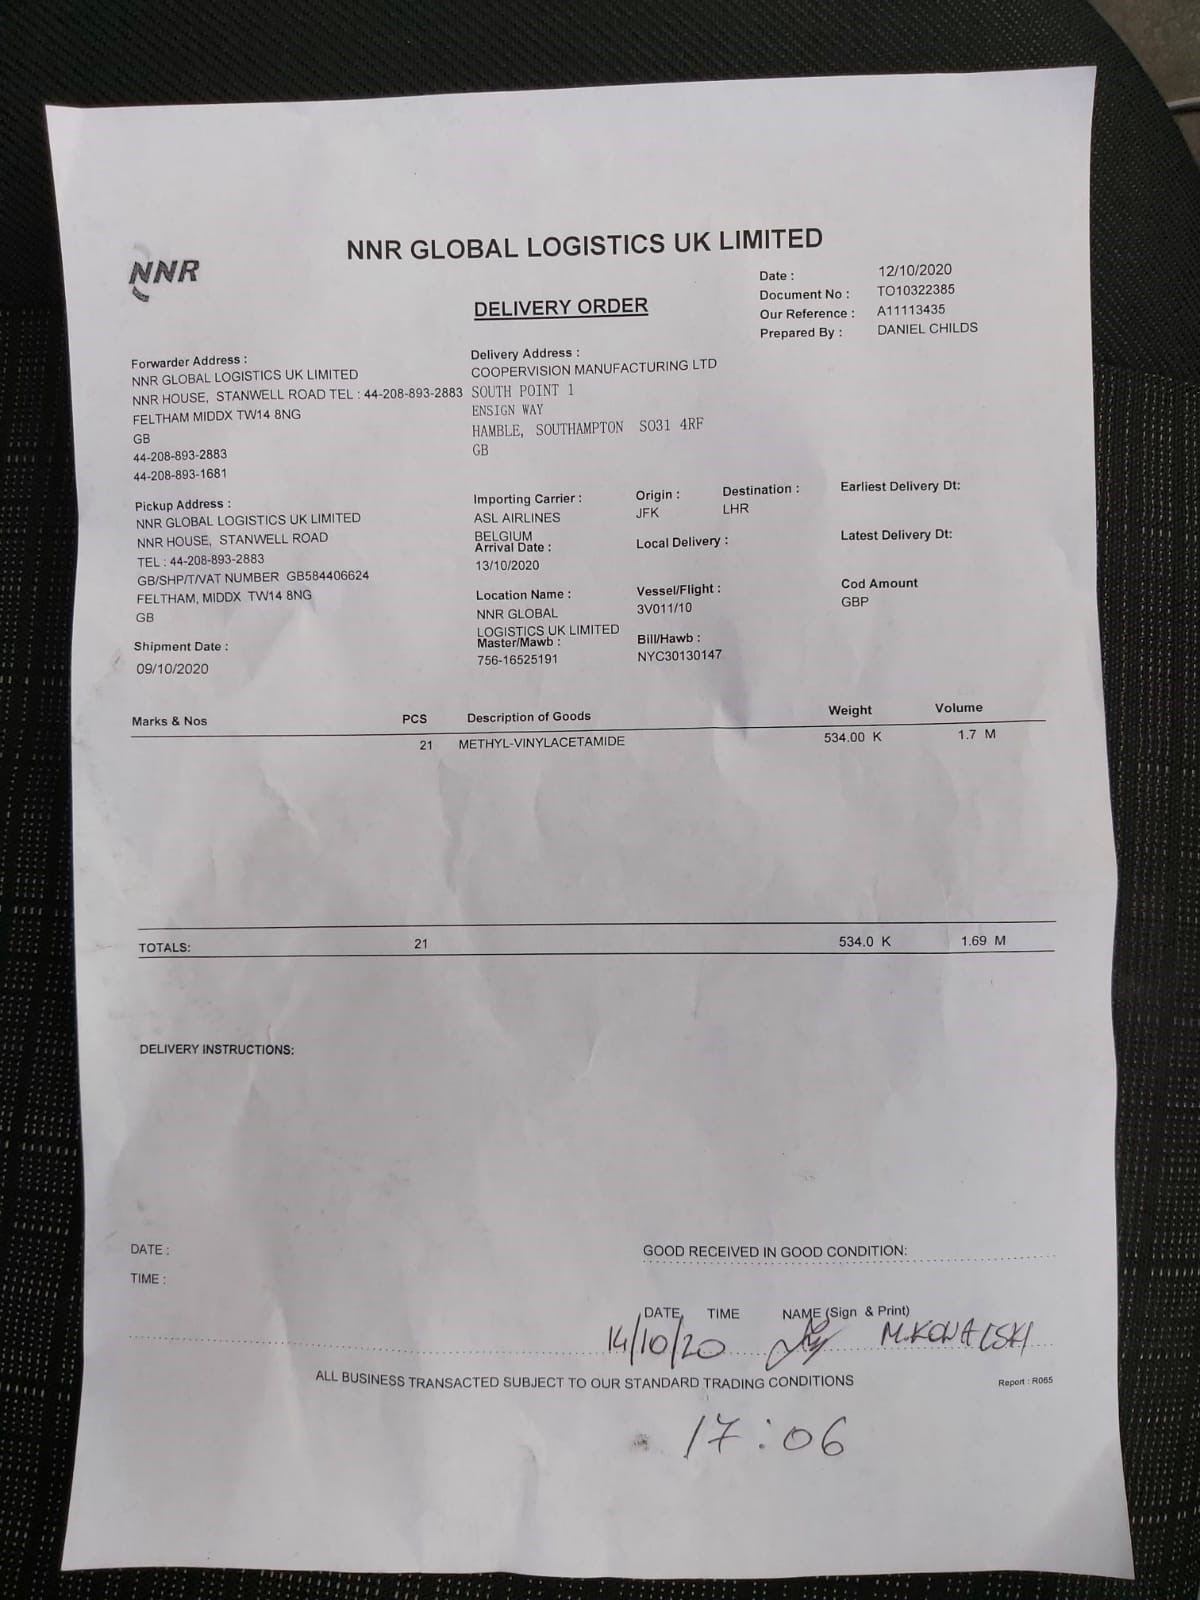 NNR
NNR GLOBAL LOGISTICS UK LIMITED
DELIVERY ORDER
Date : 12/10/2020
Document No : TO10322385
Our Reference : A11113435
Prepared By : DANIEL CHILDS
Forwarder Address :
NNR GLOBAL LOGISTICS UK LIMITED
NNR HOUSE, STANWELL ROAD TEL : 44-208-893-2883
FELTHAM MIDDX TW14 8NG
GB
44-208-893-2883
44-208-893-1681
Delivery Address :
COOPERVISION MANUFACTURING LTD
SOUTH POINT 1
ENSIGN WAY
HAMBLE, SOUTHAMPTON SO31 4RF
GB
Pickup Address :
NNR GLOBAL LOGISTICS UK LIMITED
NNR HOUSE, STANWELL ROAD
TEL : 44-208-893-2883
GB/SHP/T/VAT NUMBER GB584406624
FELTHAM, MIDDX TW14 8NG
GB
Shipment Date :
09/10/2020
Importing Carrier :
ASL AIRLINES
BELGIUM
Arrival Date :
13/10/2020
Location Name :
NNR GLOBAL
LOGISTICS UK LIMITED
Master/Mawb :
756-16525191
Origin :
JFK
Destination :
LHR
Local Delivery :
Vessel/Flight :
3V011/10
Bill/Hawb :
NYC30130147
Earliest Delivery Dt:
Latest Delivery Dt:
Cod Amount
GBP
Marks & Nos PCS Description of Goods Weight Volume
21 METHYL-VINYLACETAMIDE 534.00 K 1.7 M
TOTALS: 21 534.0 K 1.69 M
DELIVERY INSTRUCTIONS:
DATE :
TIME :
GOOD RECEIVED IN GOOD CONDITION:
DATE TIME NAME (Sign & Print)
14/10/20 M.KOWALSKI
ALL BUSINESS TRANSACTED SUBJECT TO OUR STANDARD TRADING CONDITIONS
Report : R065
17:06